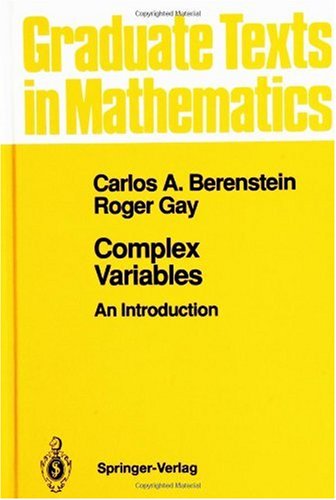 Graduate Texts
in Mathematics
Carlos A. Berenstein
Roger Gay
Complex
Variables
An Introduction
Springer-Verlag